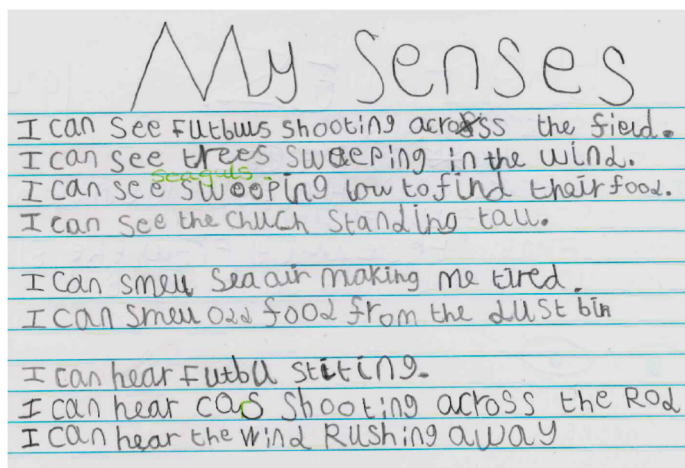 My Senses
I can see Futbuls shooting across the field.
I can see trees sweeping in the wind.
seaguls
I can see swooping low to find their food.
I can see the chuch standing tall.
I can smell sea air making me tired.
I can smell odd food from the dust bin
I can hear Futbll
I can hear cas shooting across the Rod
I can hear the wind Rushing away